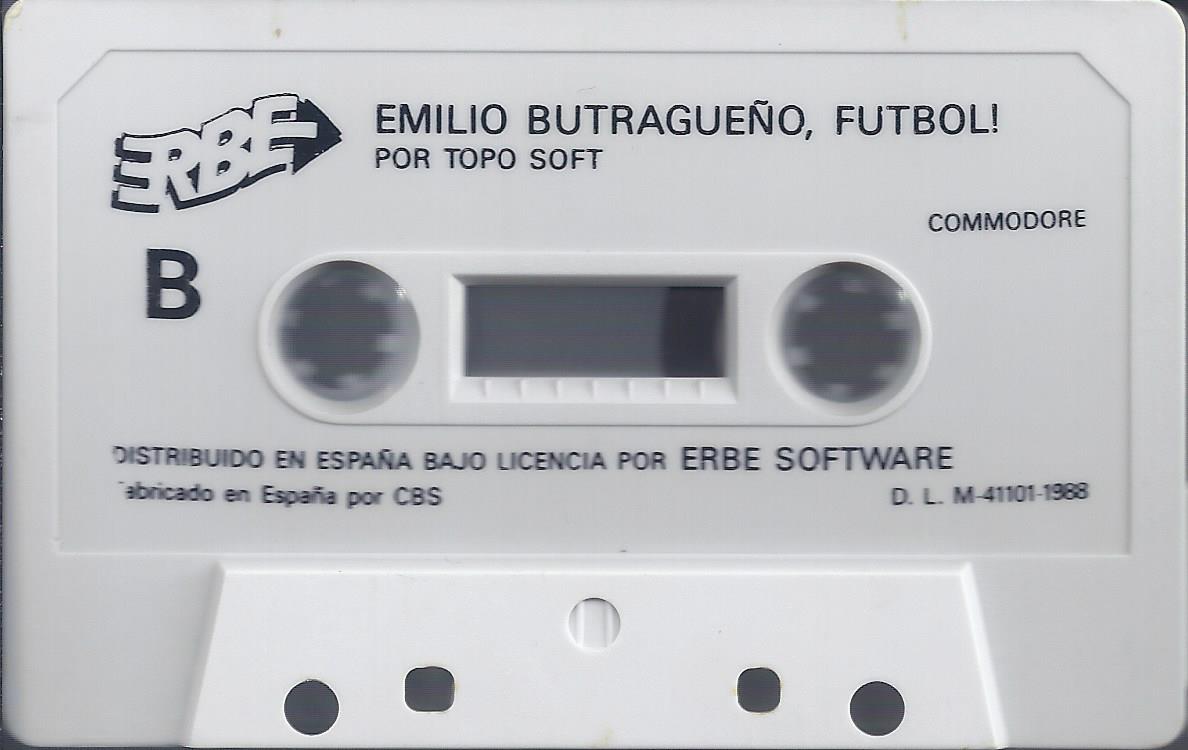 ERBE
EMILIO BUTRAGUEÑO, FUTBOL!
POR TOPO SOFT
COMMODORE
B
DISTRIBUIDO EN ESPAÑA BAJO LICENCIA POR ERBE SOFTWARE
Fabricado en España por CBS
D. L. M-41101-1988